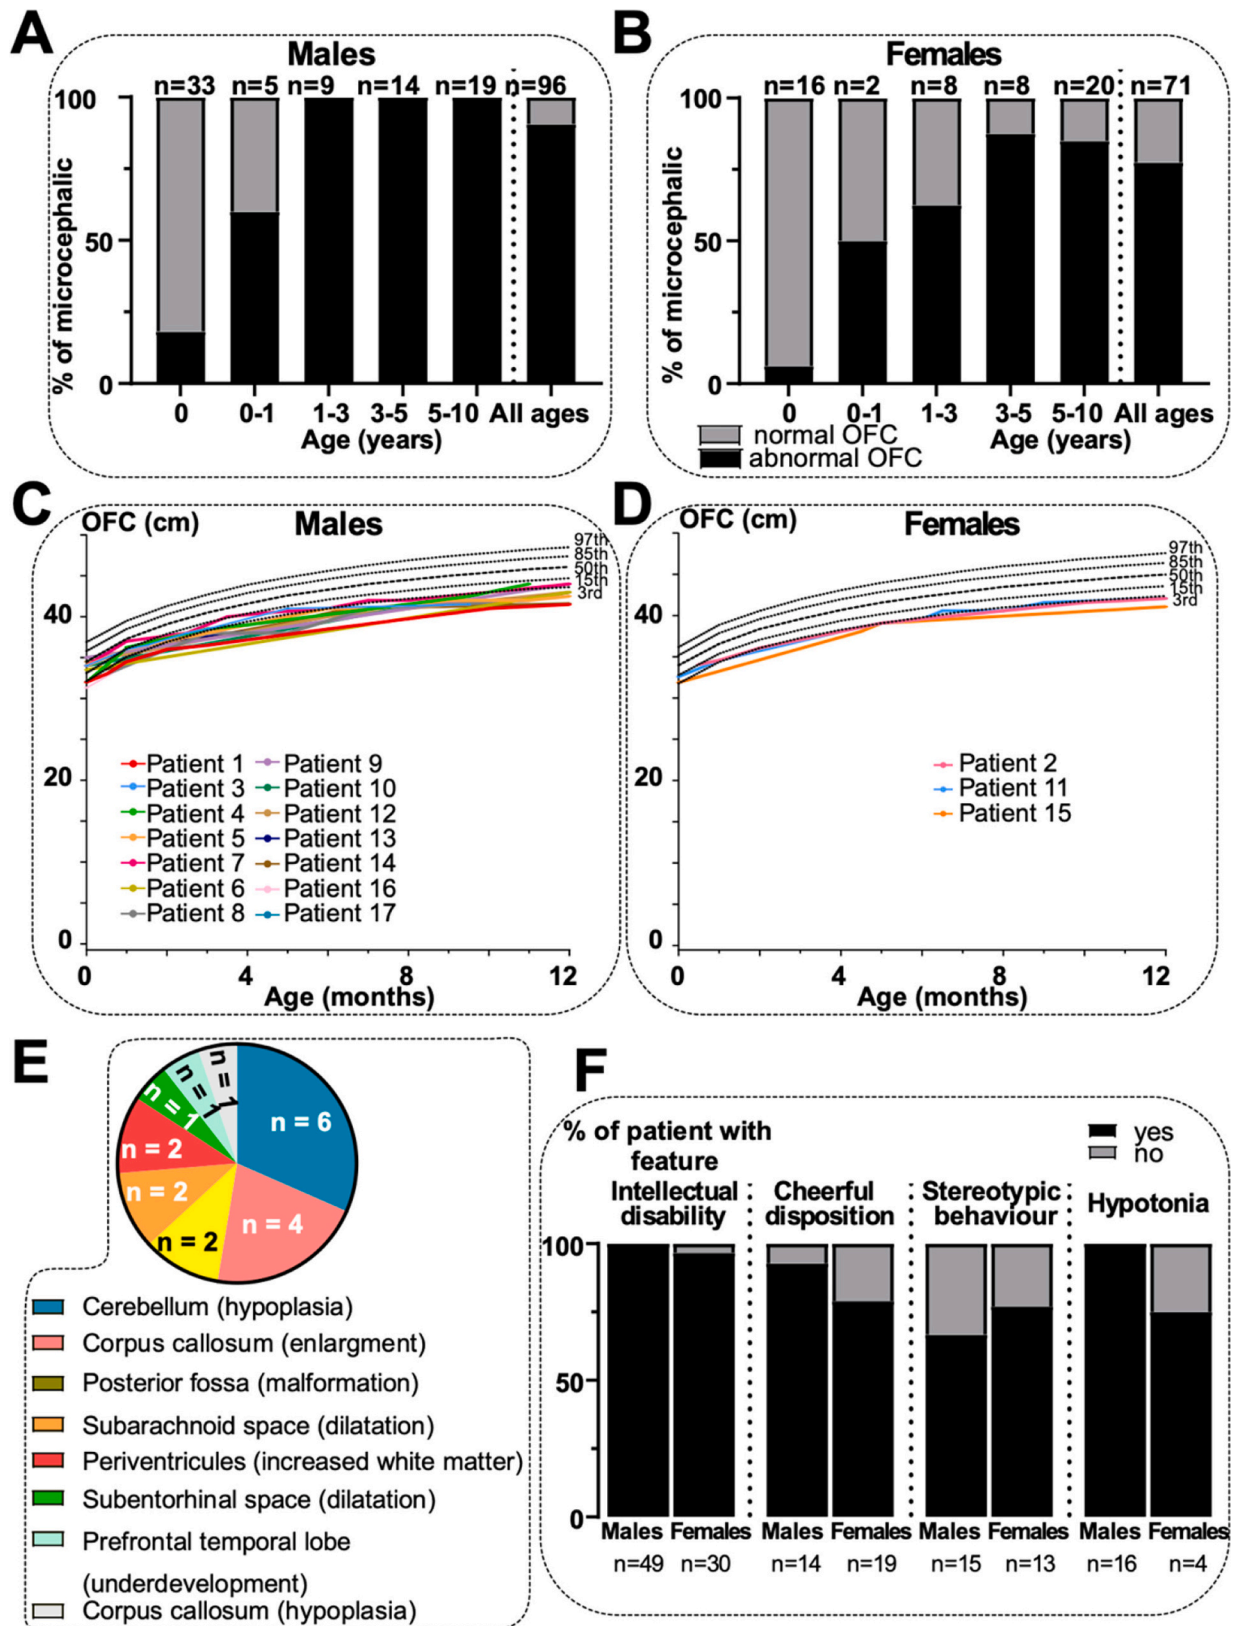 A
Males
n=33 n=5 n=9 n=14 n=19 n=96
% of microcephalic
100
50
0
0 0-1 1-3 3-5 5-10 All ages
Age (years)
B
Females
n=16 n=2 n=8 n=8 n=20 n=71
% of microcephalic
100
50
0
0 0-1 1-3 3-5 5-10 All ages
Age (years)
normal OFC
abnormal OFC
C
OFC (cm)
Males
97th
85th
50th
15th
3rd
40
20
0
Patient 1
Patient 3
Patient 4
Patient 5
Patient 7
Patient 6
Patient 8
Patient 9
Patient 10
Patient 12
Patient 13
Patient 14
Patient 16
Patient 17
0 4 8 12
Age (months)
D
OFC (cm)
Females
97th
85th
50th
15th
3rd
40
20
0
Patient 2
Patient 11
Patient 15
0 4 8 12
Age (months)
E
n = 6
n = 4
n = 2
n = 2
n = 2
n = 1
n = 1
n = 1
Cerebellum (hypoplasia)
Corpus callosum (enlargment)
Posterior fossa (malformation)
Subarachnoid space (dilatation)
Periventricules (increased white matter)
Subentorhinal space (dilatation)
Prefrontal temporal lobe
(underdevelopment)
Corpus callosum (hypoplasia)
F
% of patient with
feature
yes
no
Intellectual
disability
Cheerful
disposition
Stereotypic
behaviour
Hypotonia
100
50
0
Males Females Males Females Males Females Males Females
n=49 n=30 n=14 n=19 n=15 n=13 n=16 n=4